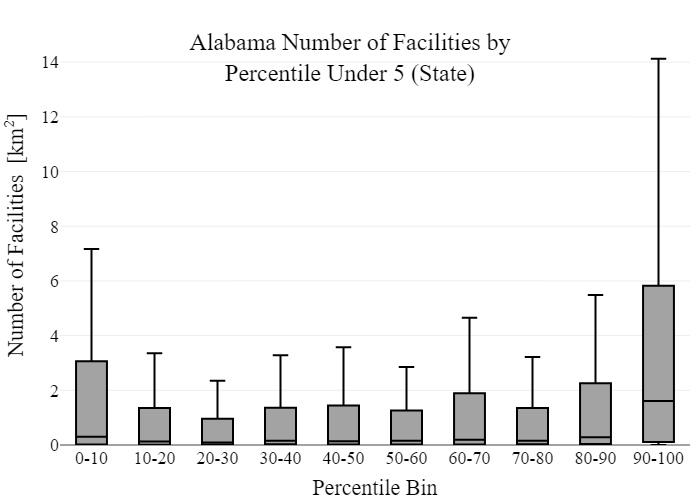 Alabama Number of Facilities by
Percentile Under 5 (State)
Number of Facilities [km²]
14
12
10
8
6
4
2
0
0-10 10-20 20-30 30-40 40-50 50-60 60-70 70-80 80-90 90-100
Percentile Bin